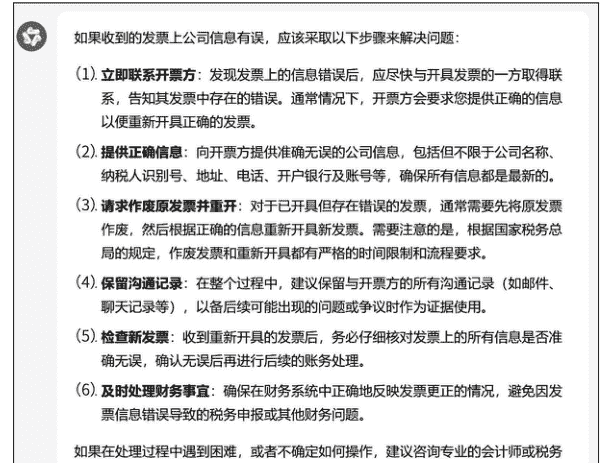 如果收到的发票上公司信息有误，应该采取以下步骤来解决问题：
(1). 立即联系开票方：发现发票上的信息错误后，应尽快与开具发票的一方取得联
系，告知其发票中存在的错误。通常情况下，开票方会要求您提供正确的信息
以便重新开具正确的发票。
(2). 提供正确信息：向开票方提供准确无误的公司信息，包括但不限于公司名称、
纳税人识别号、地址、电话、开户银行及账号等，确保所有信息都是最新的。
(3). 请求作废原发票并重开：对于已开具但存在错误的发票，通常需要先将原发票
作废，然后根据正确的信息重新开具新发票。需要注意的是，根据国家税务总
局的规定，作废发票和重新开具都有严格的时间限制和流程要求。
(4). 保留沟通记录：在整个过程中，建议保留与开票方的所有沟通记录（如邮件、
聊天记录等），以备后续可能出现的问题或争议时作为证据使用。
(5). 检查新发票：收到重新开具的发票后，务必仔细核对发票上的所有信息是否准
确无误，确认无误后再进行后续的账务处理。
(6). 及时处理财务事宜：确保在财务系统中正确地反映发票更正的情况，避免因发
票信息错误导致的税务申报或其他财务问题。
如果在处理过程中遇到困难，或者不确定如何操作，建议咨询专业的会计师或税务